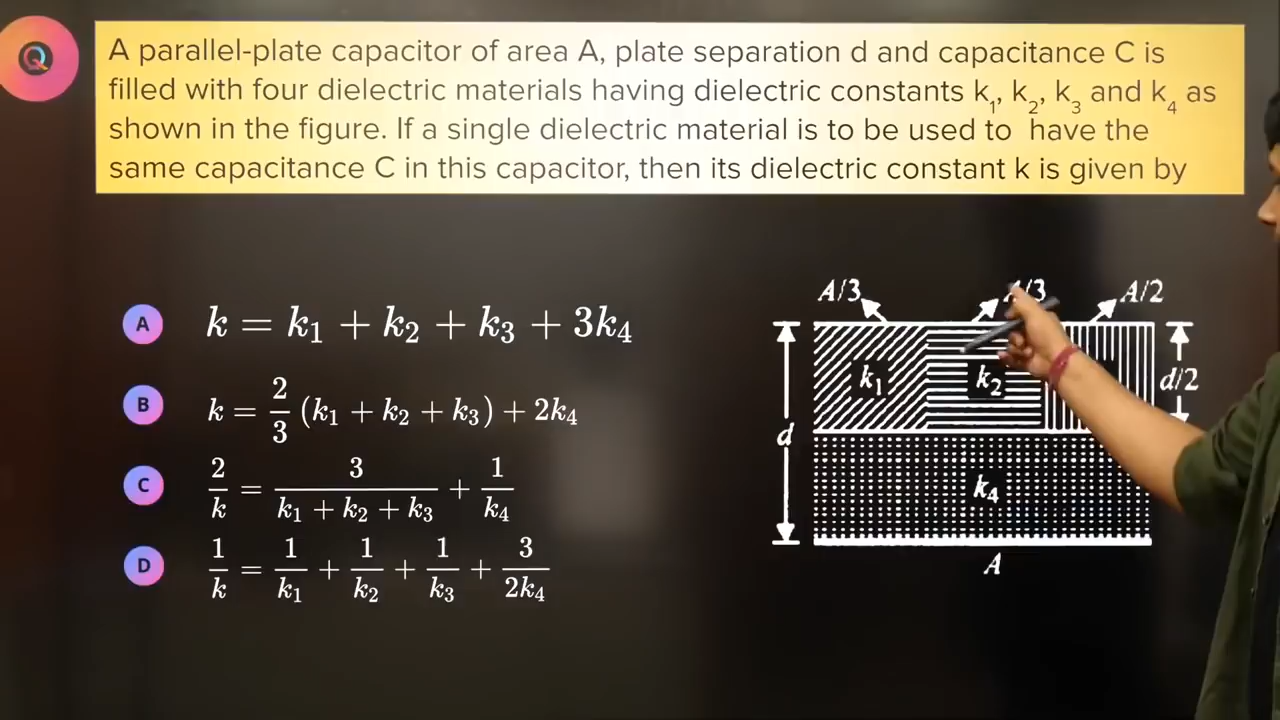 Q
A parallel-plate capacitor of area A, plate separation d and capacitance C is
filled with four dielectric materials having dielectric constants k₁, k₂, k₃ and k₄ as
shown in the figure. If a single dielectric material is to be used to have the
same capacitance C in this capacitor, then its dielectric constant k is given by
A k = k₁ + k₂ + k₃ + 3k₄
B k = 2/3 (k₁ + k₂ + k₃) + 2k₄
C 2/k = 3/(k₁ + k₂ + k₃) + 1/k₄
D 1/k = 1/k₁ + 1/k₂ + 1/k₃ + 3/2k₄
A/3 /3 A/2
k₁ k₂ d/2
d
k₄
A